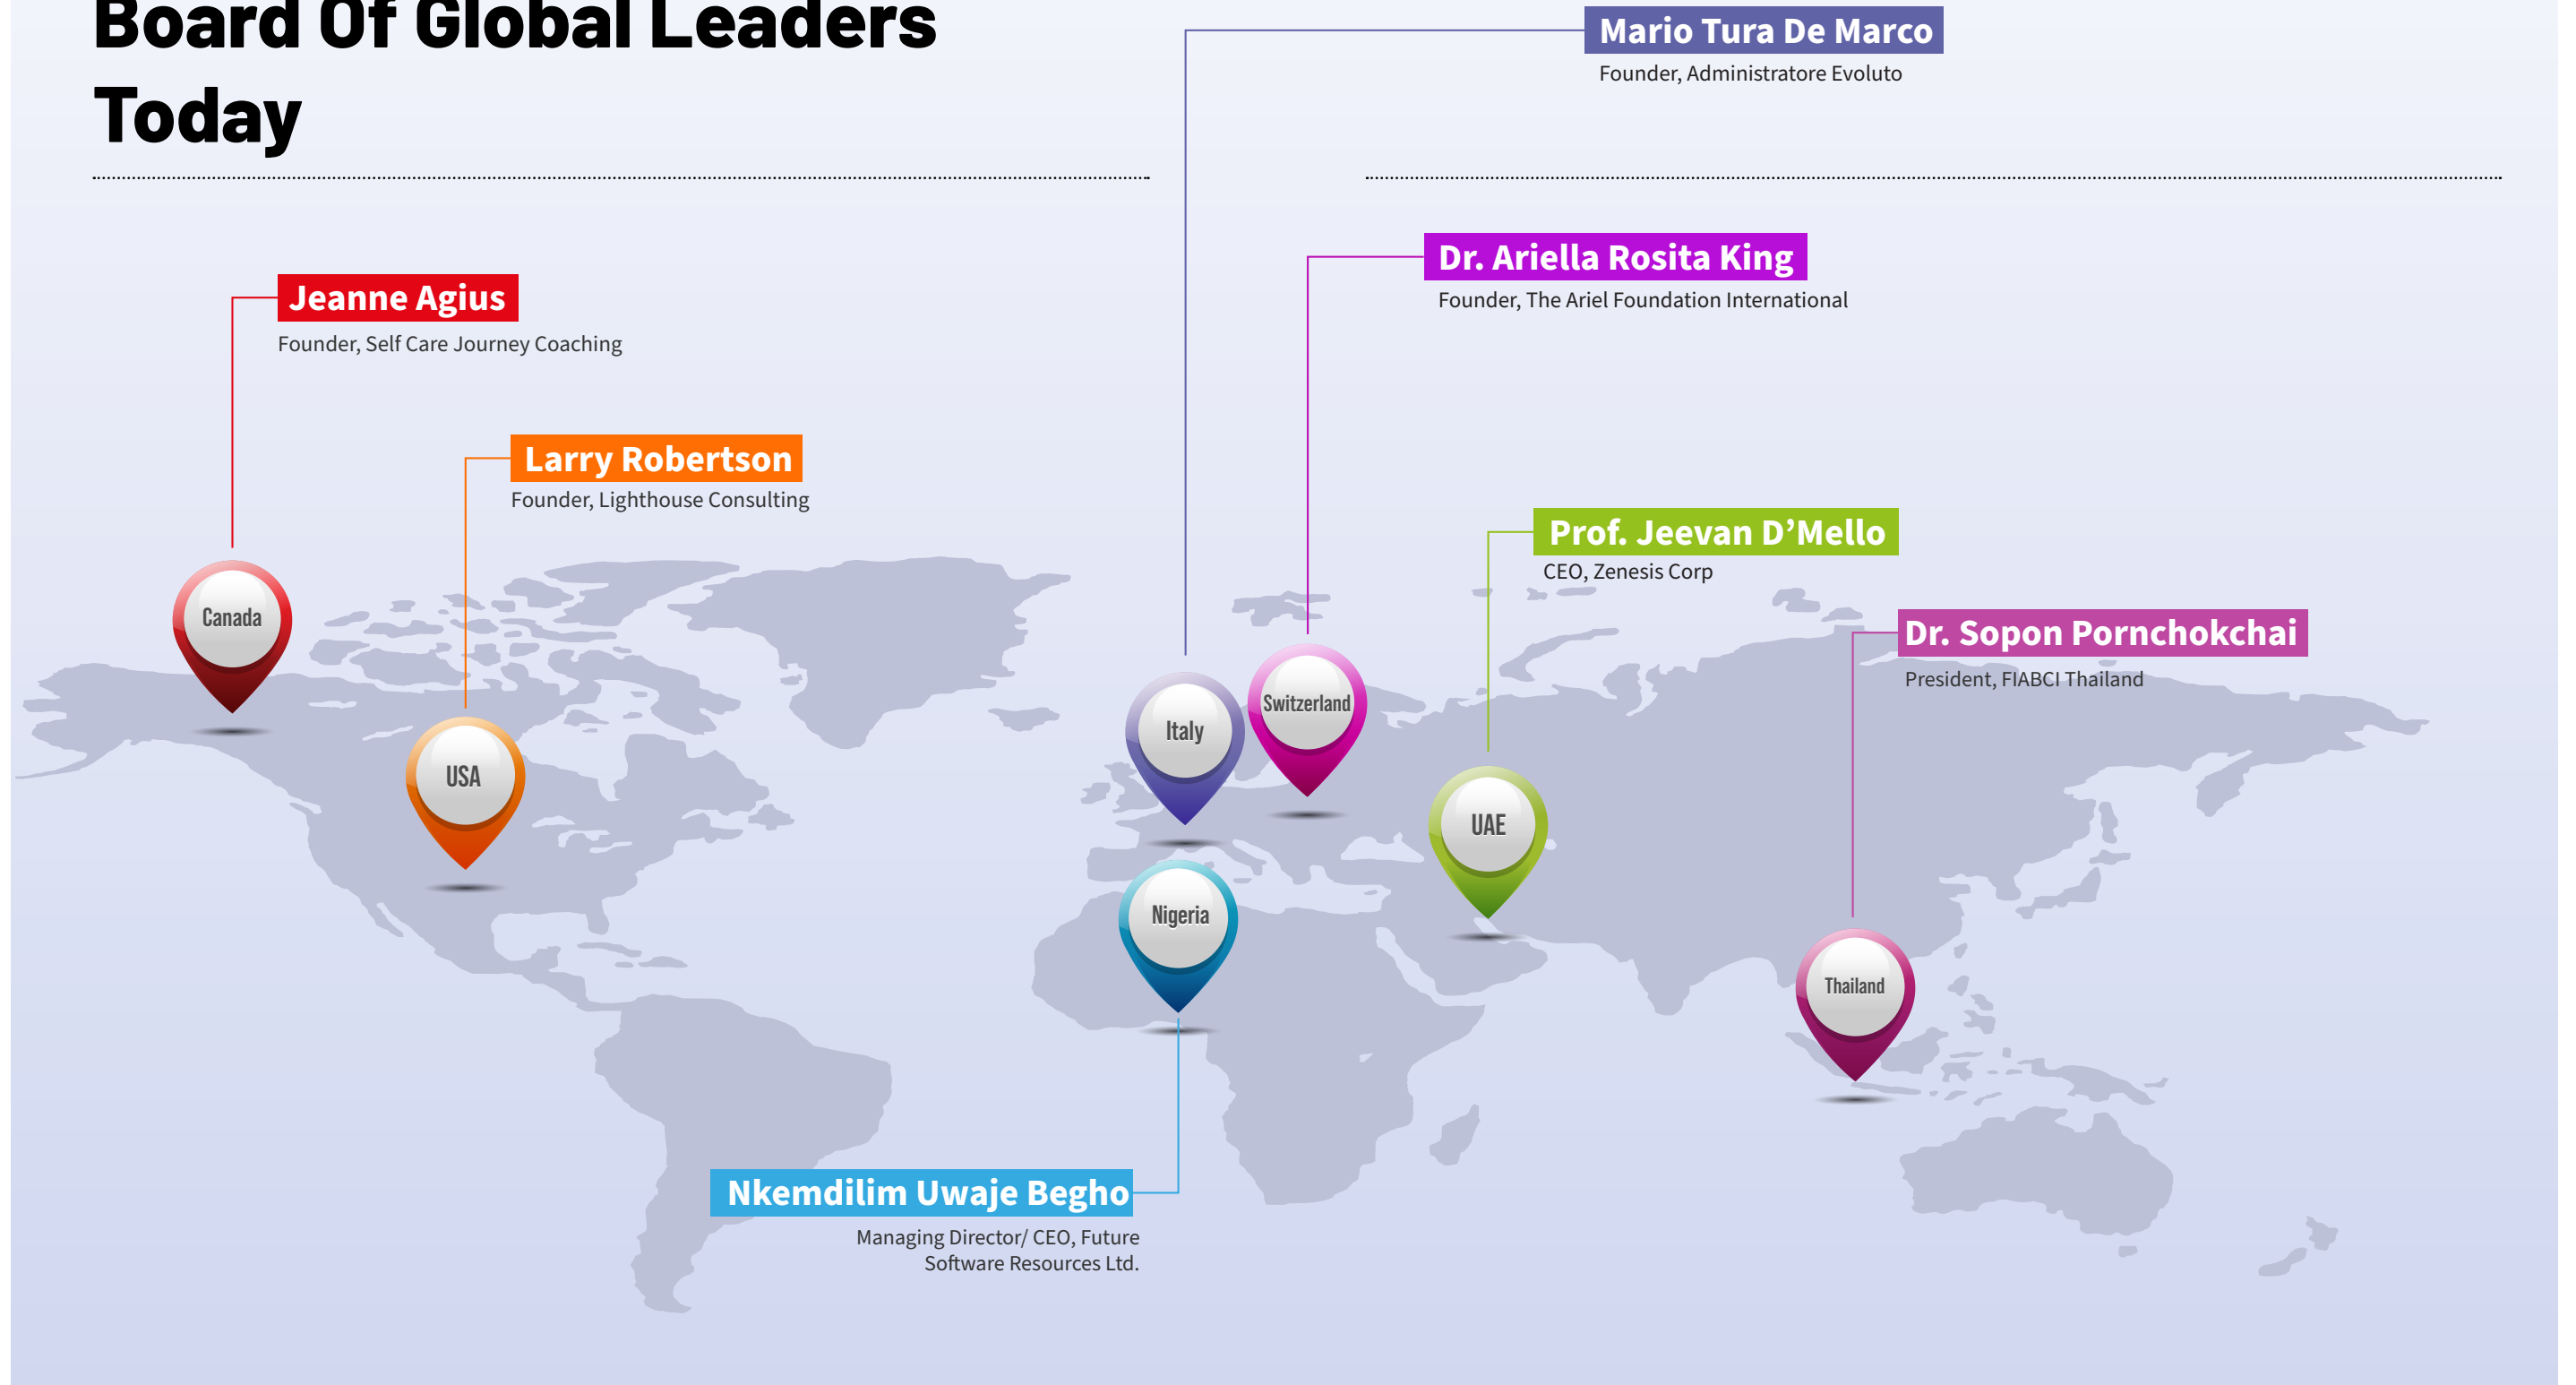 Board Of Global Leaders
Today
Mario Tura De Marco
Founder, Administratore Evoluto
Dr. Ariella Rosita King
Founder, The Ariel Foundation International
Jeanne Agius
Founder, Self Care Journey Coaching
Larry Robertson
Founder, Lighthouse Consulting
Prof. Jeevan D’Mello
CEO, Zenesis Corp
Dr. Sopon Pornchokchai
President, FIABCI Thailand
Canada
USA
Italy
Switzerland
UAE
Nigeria
Thailand
Nkemdilim Uwaje Begho
Managing Director/ CEO, Future
Software Resources Ltd.